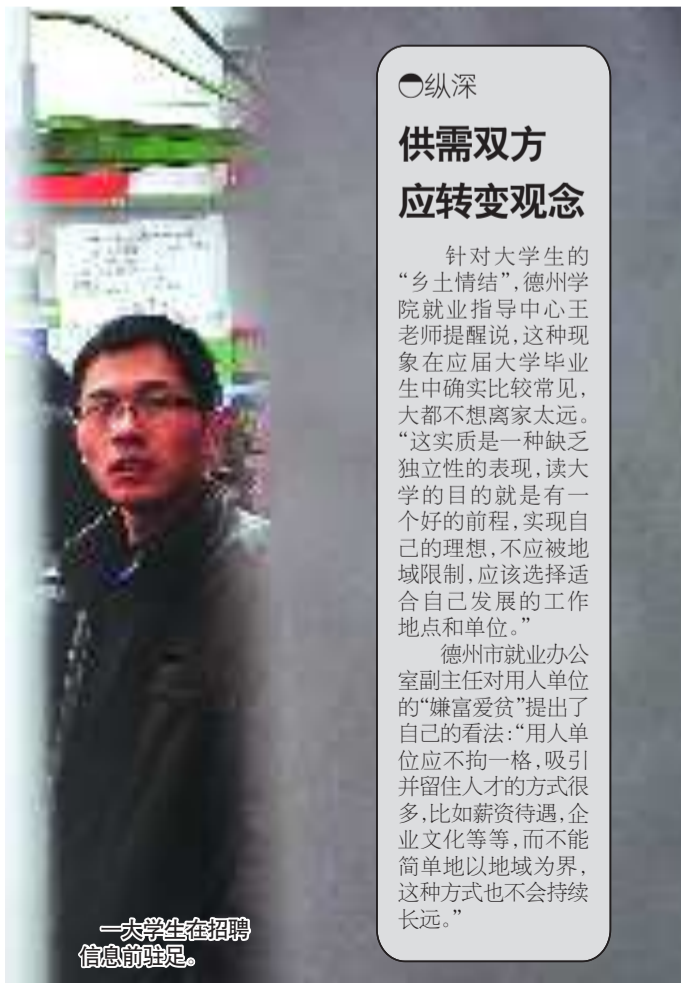 纵深
供需双方
应转变观念
针对大学生的
“乡土情结”，德州学
院就业指导中心王
老师提醒说，这种现
象在应届大学毕业
生中确实比较常见，
大都不想离家太远。
“这实质是一种缺乏
独立性的表现，读大
学的目的就是有一
个好的前程，实现自
己的理想，不应被地
域限制，应该选择适
合自己发展的工作
地点和单位。”
德州市就业办公
室副主任对用人单位
的“嫌富爱贫”提出了
自己的看法：“用人单
位应不拘一格，吸引
并留住人才的方式很
多，比如薪资待遇，企
业文化等等，而不能
简单地以地域为界，
这种方式也不会持续
长远。”
一大学生在招聘
信息前驻足。